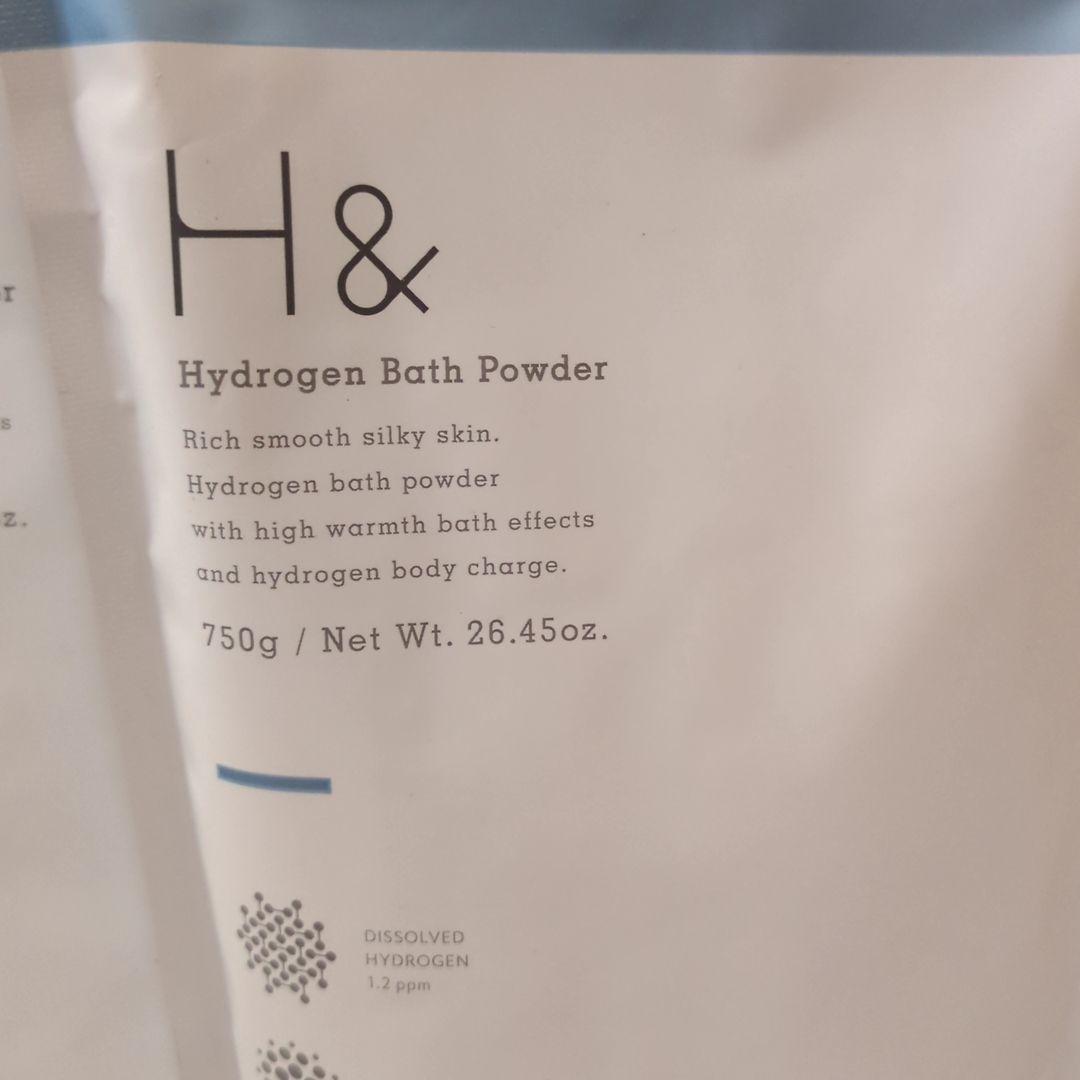 H&
Hydrogen Bath Powder
Rich smooth silky skin.
Hydrogen bath powder
with high warmth bath effects
and hydrogen body charge.
750g / Net Wt. 26.45oz.
DISSOLVED
HYDROGEN
1.2 ppm